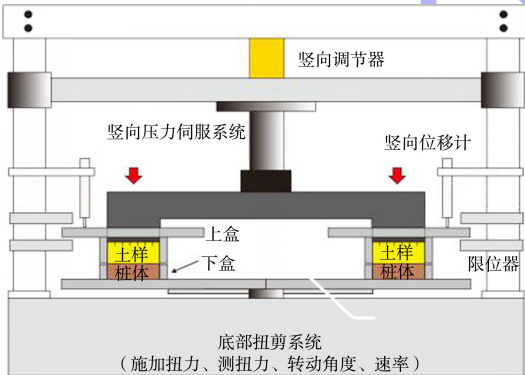 竖向调节器
竖向压力伺服系统
竖向位移计
上盒
土样
桩体
下盒
土样
桩体
限位器
底部扭剪系统
（施加扭力、测扭力、转动角度、速率）